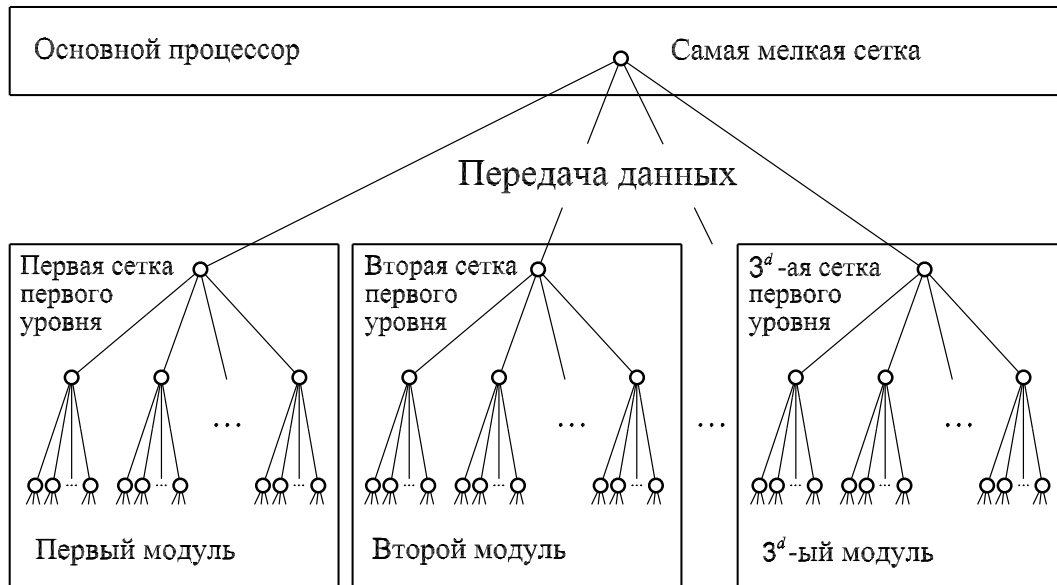 Основной процессор
Самая мелкая сетка
Передача данных
Первая сетка
первого
уровня
Вторая сетка
первого
уровня
3^d-ая сетка
первого
уровня
... ... ... ...
... ... ... ... ... ...
Первый модуль
Второй модуль
3^d-ый модуль